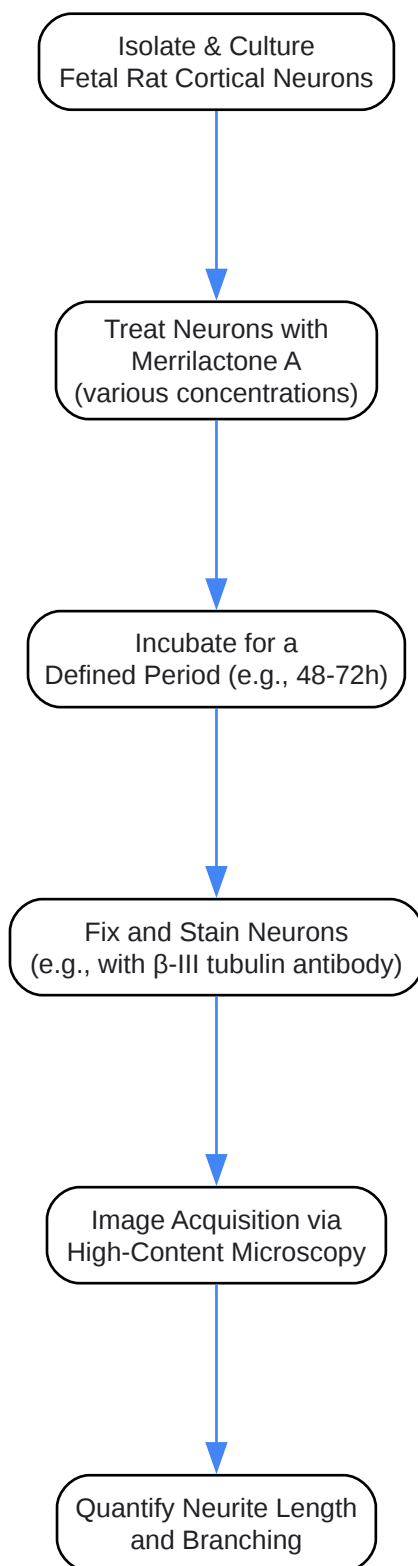 Isolate & Culture
Fetal Rat Cortical Neurons
Treat Neurons with
Merrilactone A
(various concentrations)
Incubate for a
Defined Period (e.g., 48-72h)
Fix and Stain Neurons
(e.g., with β-III tubulin antibody)
Image Acquisition via
High-Content Microscopy
Quantify Neurite Length
and Branching